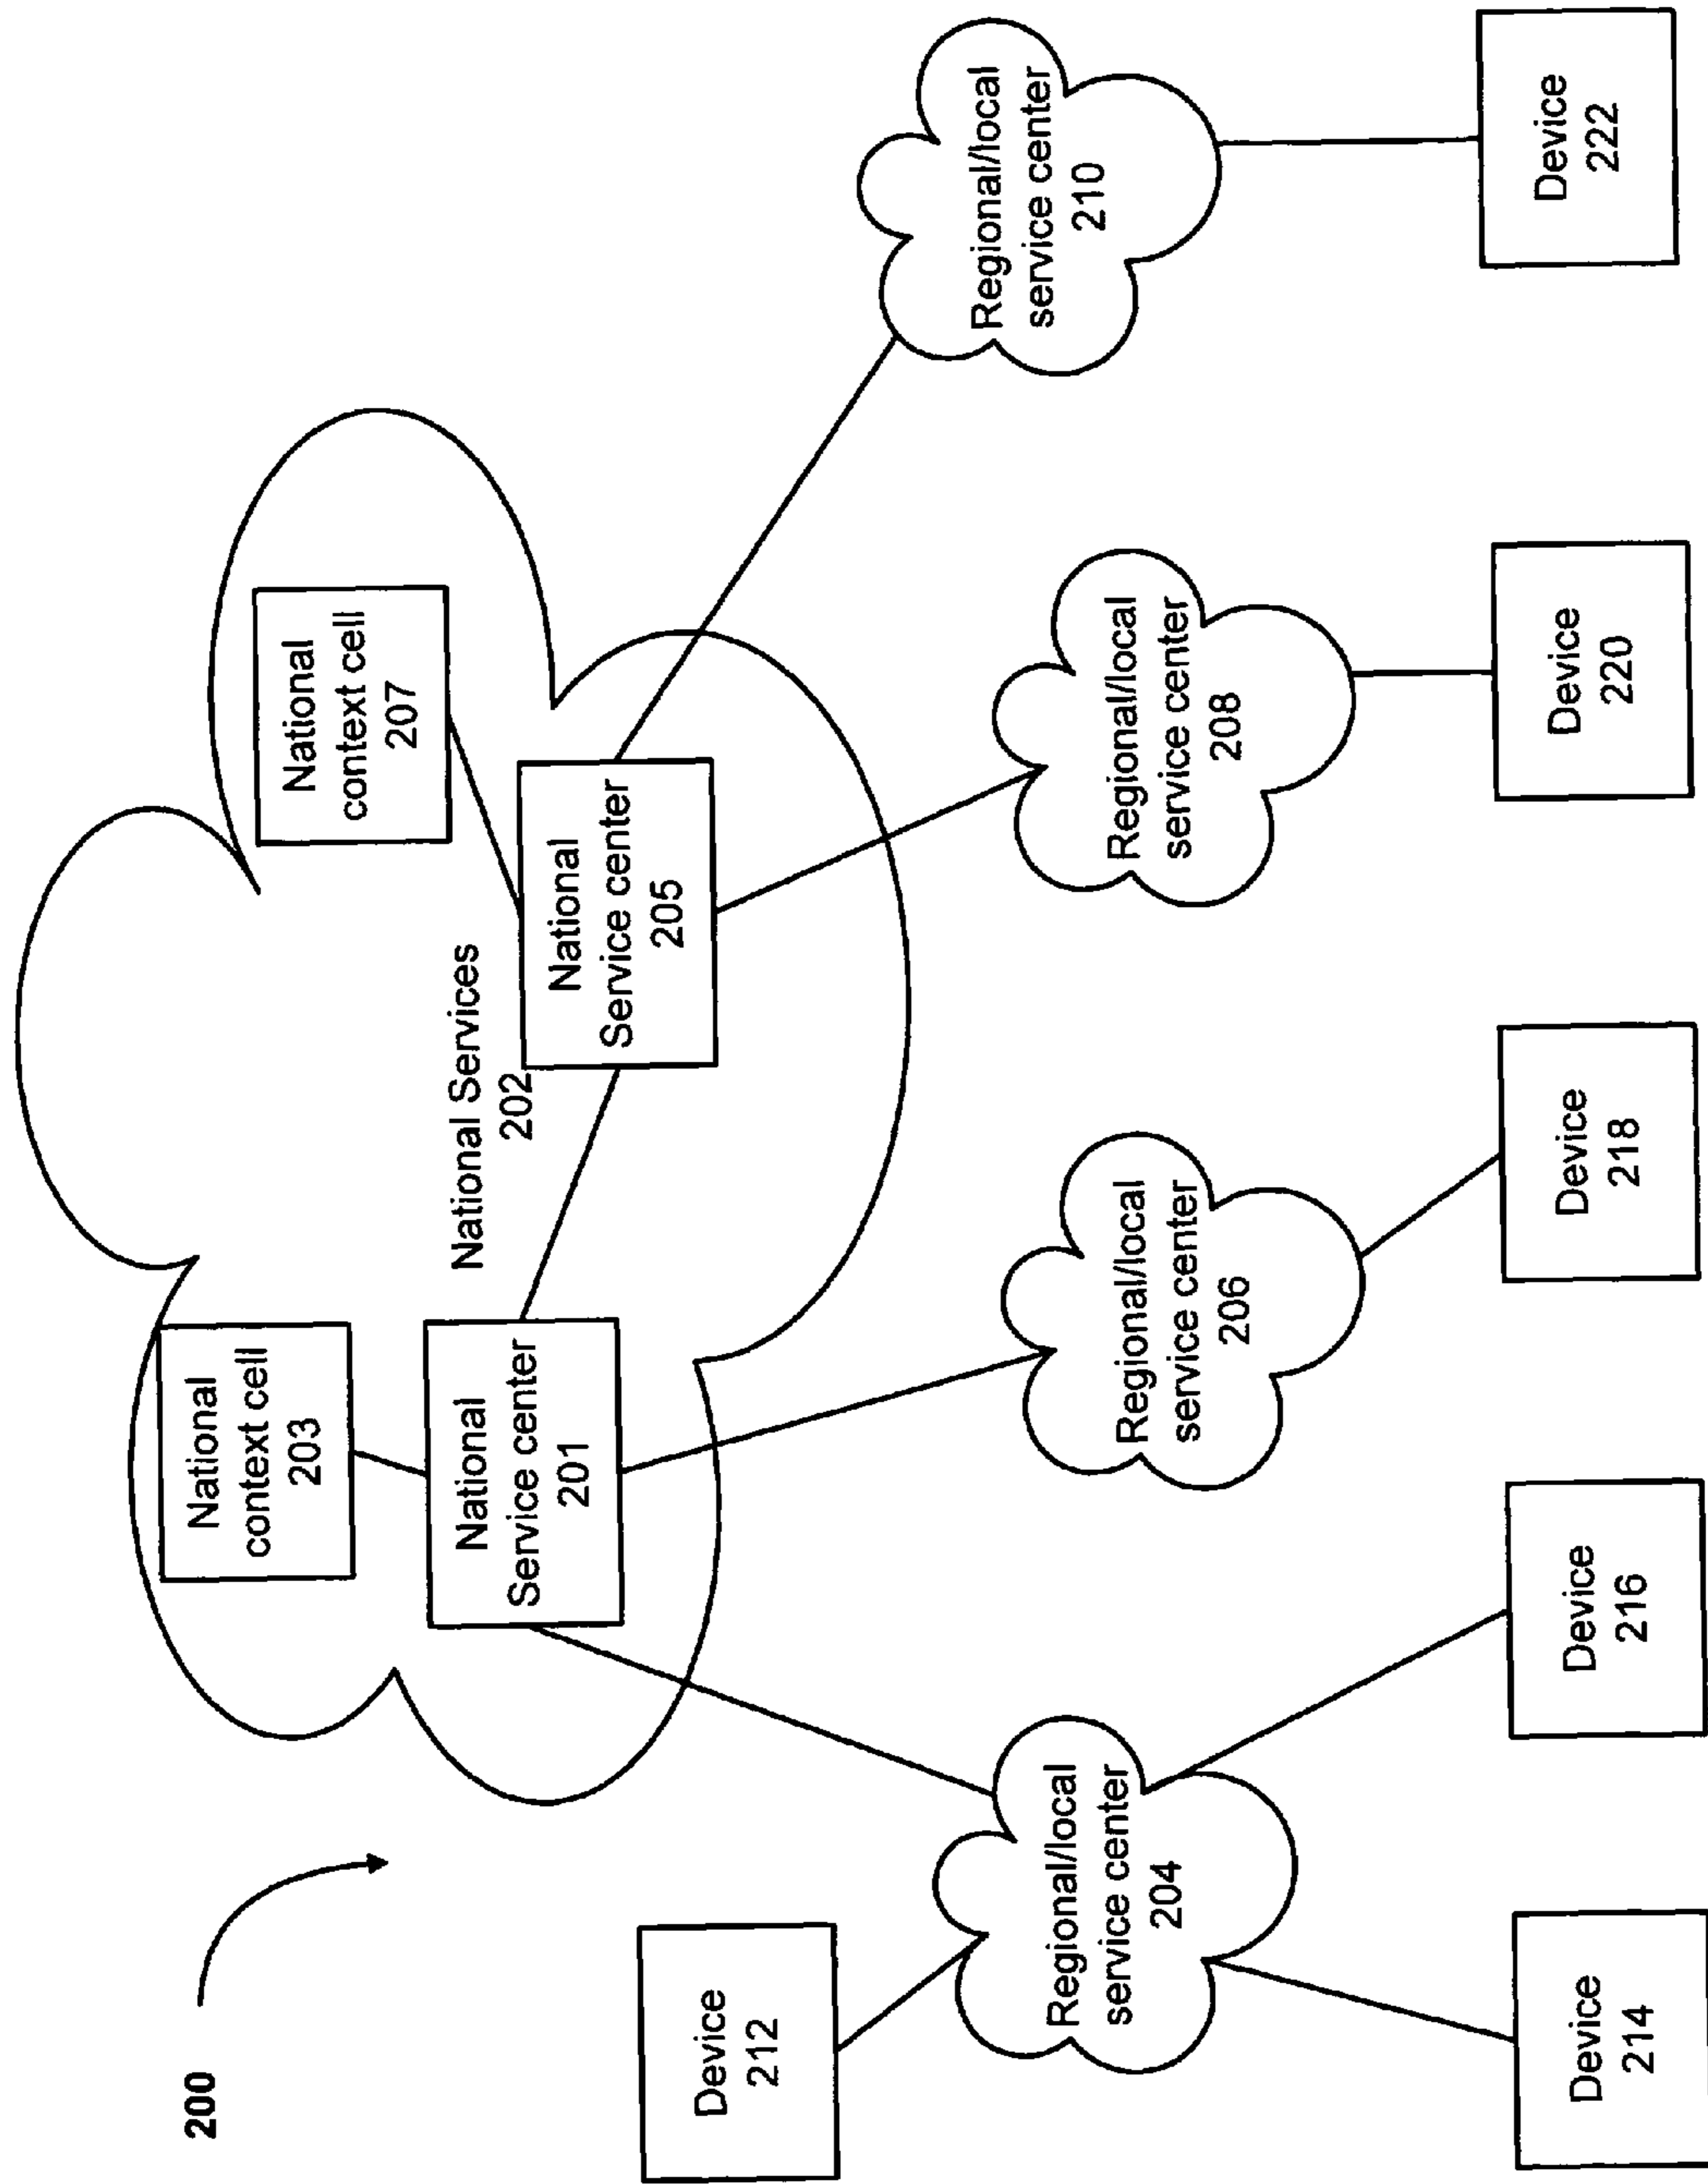 200
National
context cell
203
National
context cell
207
National Services
202
National
Service center
201
National
Service center
205
Device
212
Regional/local
service center
204
Regional/local
service center
206
Regional/local
service center
208
Regional/local
service center
210
Device
214
Device
216
Device
218
Device
220
Device
222